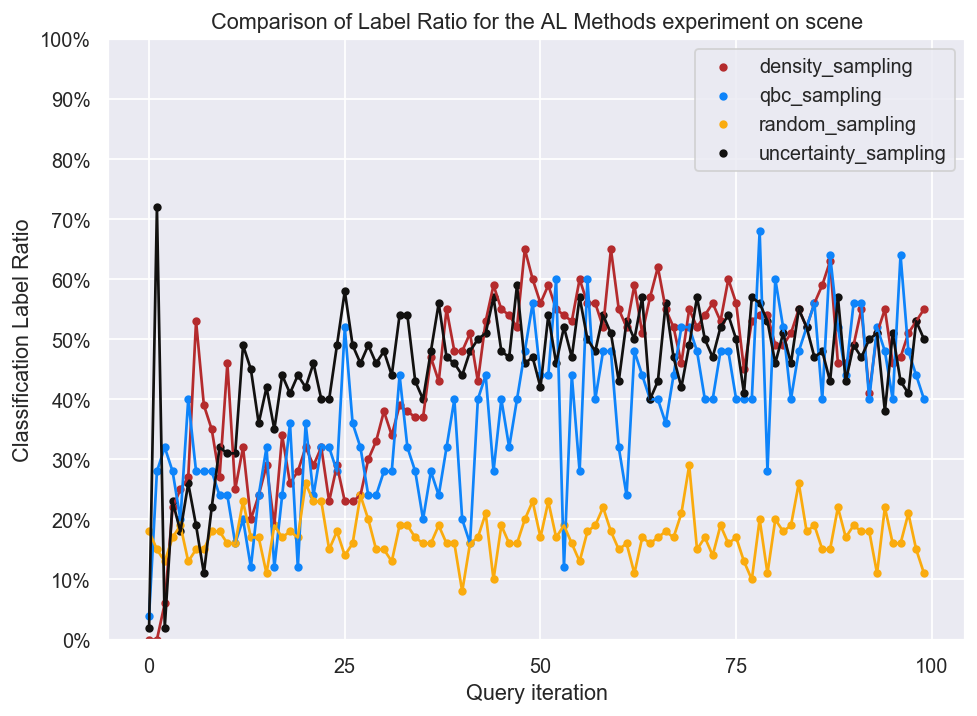 Comparison of Label Ratio for the AL Methods experiment on scene
100%
90%
80%
70%
60%
50%
40%
30%
20%
10%
0%
Classification Label Ratio
density_sampling
qbc_sampling
random_sampling
uncertainty_sampling
0
25
50
75
100
Query iteration